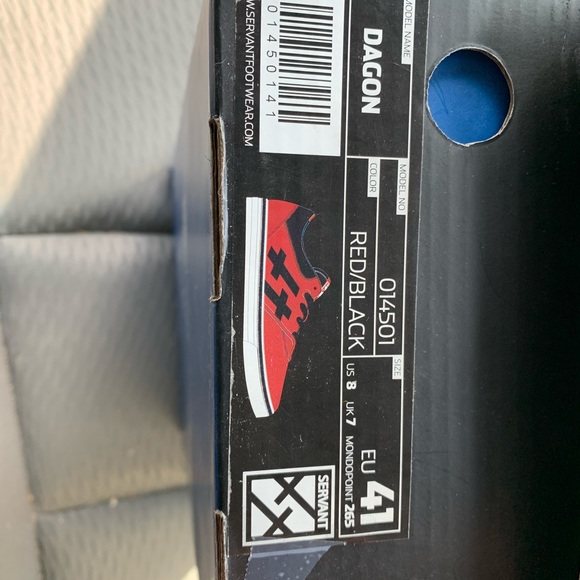 WWW.SERVANTFOOTWEAR.COM
01450141
MODEL NAME
DAGON
MODEL NO.
014501
COLOR
RED/BLACK
SIZE
EU 41
US 8 UK 7 MONDOPOINT 265
SERVANT